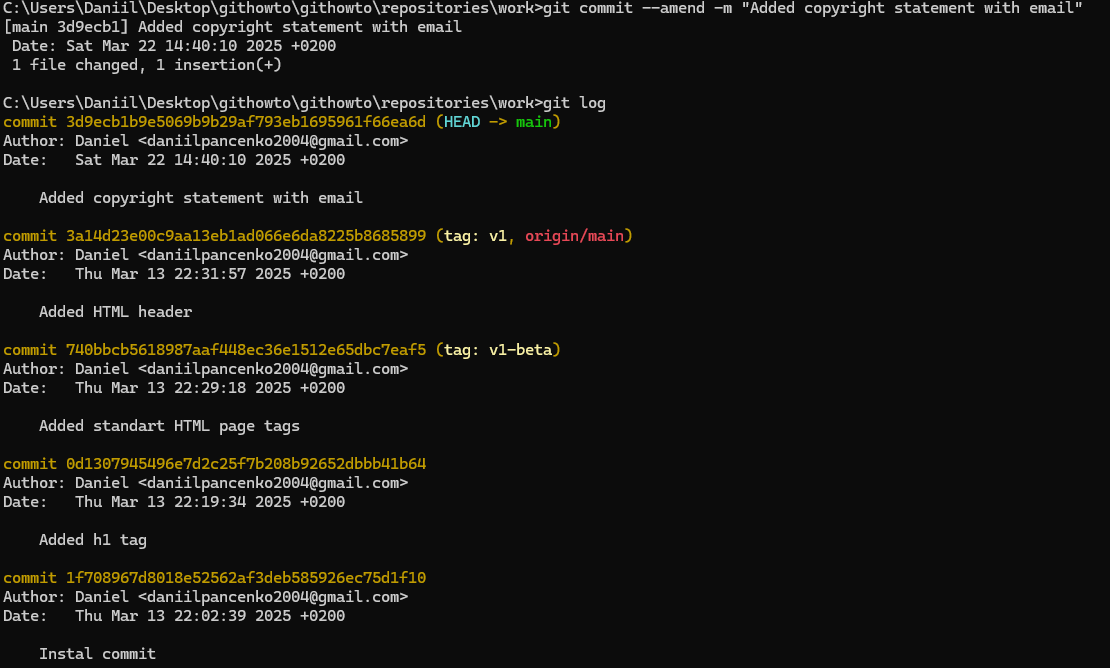 C:\Users\Daniil\Desktop\githowto\githowto\repositories\work>git commit --amend -m "Added copyright statement with email"
[main 3d9ecb1] Added copyright statement with email
 Date: Sat Mar 22 14:40:10 2025 +0200
 1 file changed, 1 insertion(+)
C:\Users\Daniil\Desktop\githowto\githowto\repositories\work>git log
commit 3d9ecb1b9e5069b9b29af793eb1695961f66ea6d (HEAD -> main)
Author: Daniel <daniilpancenko2004@gmail.com>
Date:   Sat Mar 22 14:40:10 2025 +0200
    Added copyright statement with email
commit 3a14d23e00c9aa13eb1ad066e6da8225b8685899 (tag: v1, origin/main)
Author: Daniel <daniilpancenko2004@gmail.com>
Date:   Thu Mar 13 22:31:57 2025 +0200
    Added HTML header
commit 740bbcb5618987aaf448ec36e1512e65dbc7eaf5 (tag: v1-beta)
Author: Daniel <daniilpancenko2004@gmail.com>
Date:   Thu Mar 13 22:29:18 2025 +0200
    Added standart HTML page tags
commit 0d1307945496e7d2c25f7b208b92652dbbb41b64
Author: Daniel <daniilpancenko2004@gmail.com>
Date:   Thu Mar 13 22:19:34 2025 +0200
    Added h1 tag
commit 1f708967d8018e52562af3deb585926ec75d1f10
Author: Daniel <daniilpancenko2004@gmail.com>
Date:   Thu Mar 13 22:02:39 2025 +0200
    Instal commit